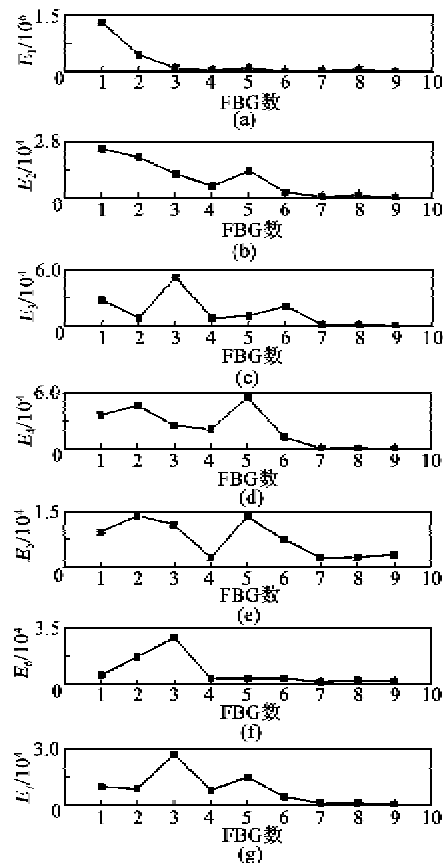 1.5
E₁/10⁶
0 1 2 3 4 5 6 7 8 9 10
FBG数
(a)
2.8
E₂/10⁴
0 1 2 3 4 5 6 7 8 9 10
FBG数
(b)
6.0
E₃/10⁴
0 1 2 3 4 5 6 7 8 9 10
FBG数
(c)
6.0
E₄/10⁴
0 1 2 3 4 5 6 7 8 9 10
FBG数
(d)
1.5
E₅/10⁴
0 1 2 3 4 5 6 7 8 9 10
FBG数
(e)
3.5
E₆/10⁴
0 1 2 3 4 5 6 7 8 9 10
FBG数
(f)
3.0
E₇/10⁴
0 1 2 3 4 5 6 7 8 9 10
FBG数
(g)